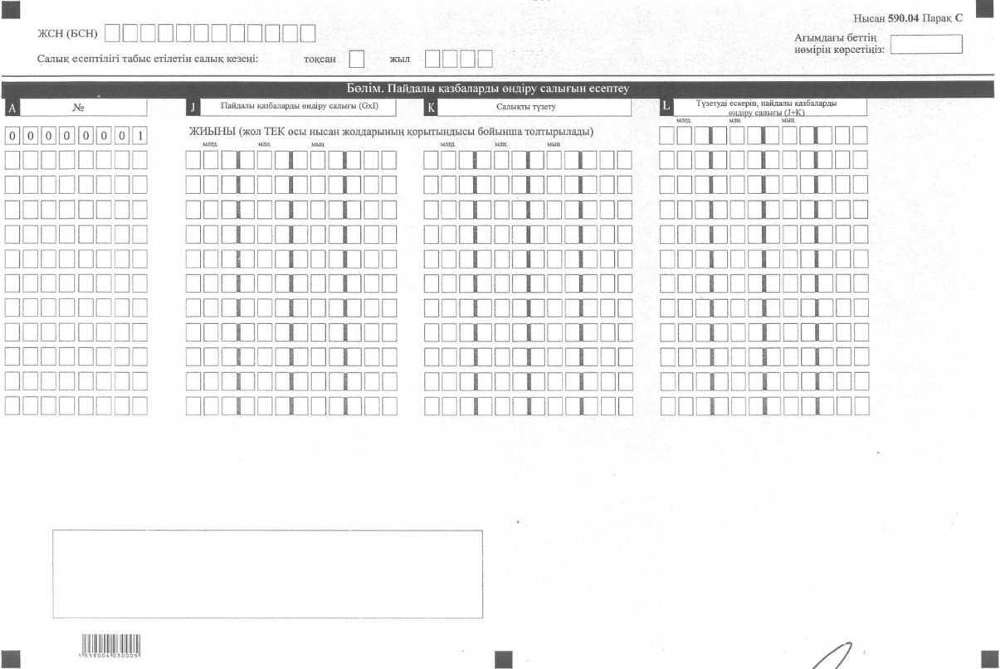 Нысан 590.04 Парақ С
ЖСН (БСН)
Ағымдағы беттің
нөмірін көрсетіңіз:
Салық есептілігі табыс етілетін салық кезеңі: тоқсан жыл
Бөлім. Пайдалы қазбаларды өндіру салығын есептеу
A № J Пайдалы қазбаларды өндіру салығы (GxI) K Салықты түзету L Түзетуді ескеріп, пайдалы қазбаларды
өндіру салығы (J+K)
млрд. млн. мың
0 0 0 0 0 0 0 1 ЖИЫНЫ (жол ТЕК осы нысан жолдарының қорытындысы бойынша толтырылады)
млрд. млн. мың млрд. млн. мың
1 559004 030005